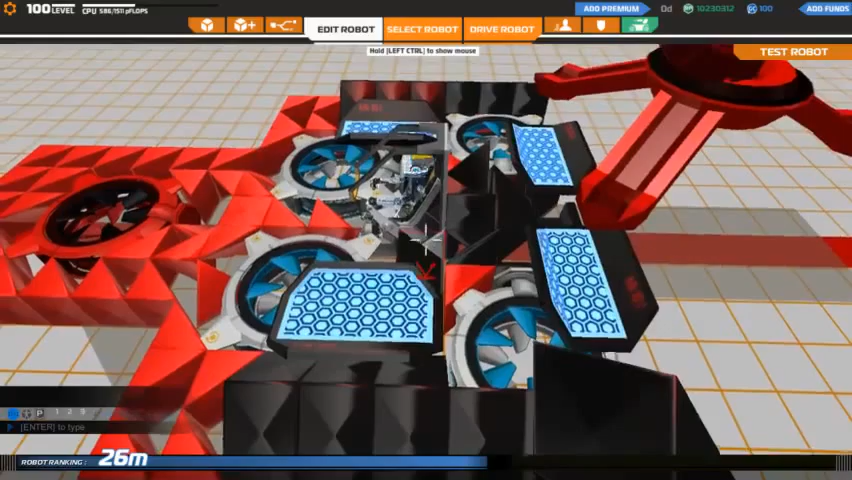 100 LEVEL
CPU 586/1511 pFLOPS
ADD PREMIUM
0d
10230312
100
ADD FUNDS
EDIT ROBOT
SELECT ROBOT
DRIVE ROBOT
Hold [LEFT CTRL] to show mouse
TEST ROBOT
P 1 2 3
[ENTER] to type
ROBOT RANKING: 26m